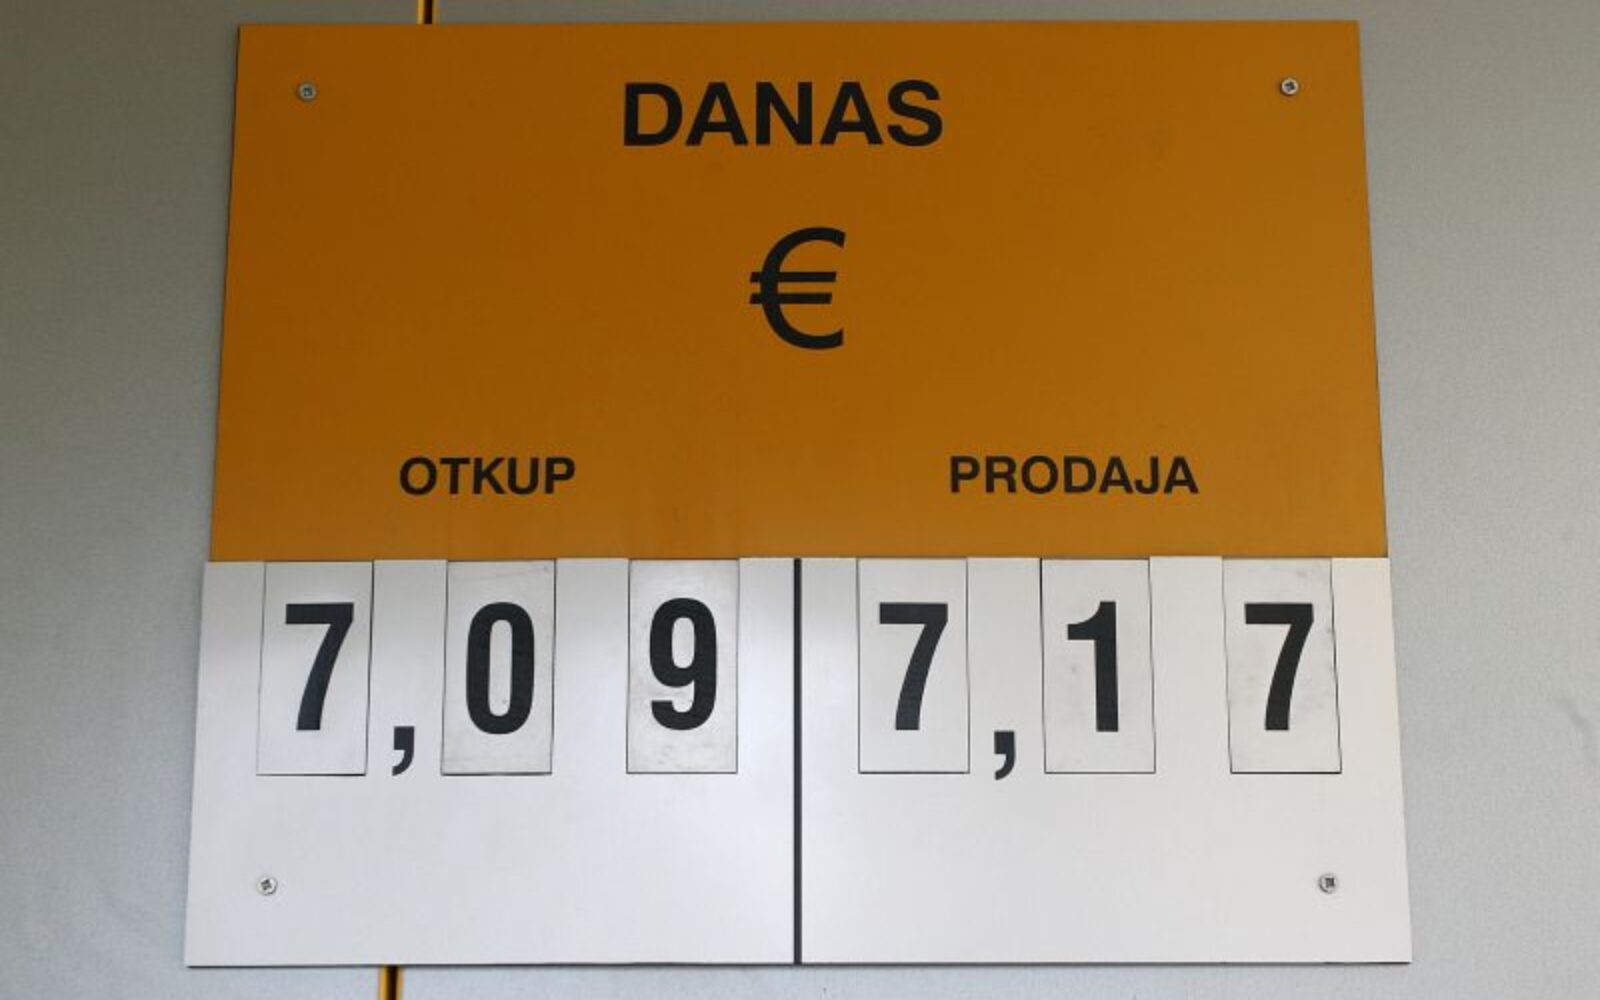 DANAS
€
OTKUP PRODAJA
7,09 7,17